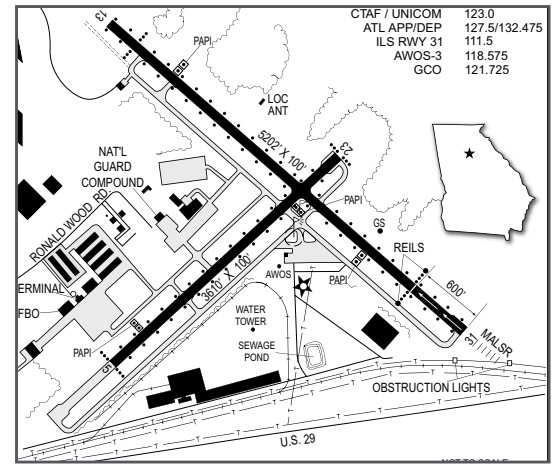 CTAF / UNICOM 123.0
ATL APP/DEP 127.5/132.475
ILS RWY 31 111.5
AWOS-3 118.575
GCO 121.725
13
PAPI
LOC
ANT
5202' X 100'
23
NAT'L
GUARD
COMPOUND
RONALD WOOD RD.
PAPI
GS
REILS
3610' X 100'
AWOS
PAPI
600'
ERMINAL
FBO
WATER
TOWER
SEWAGE
POND
PAPI
5
31
MALSR
OBSTRUCTION LIGHTS
U.S. 29